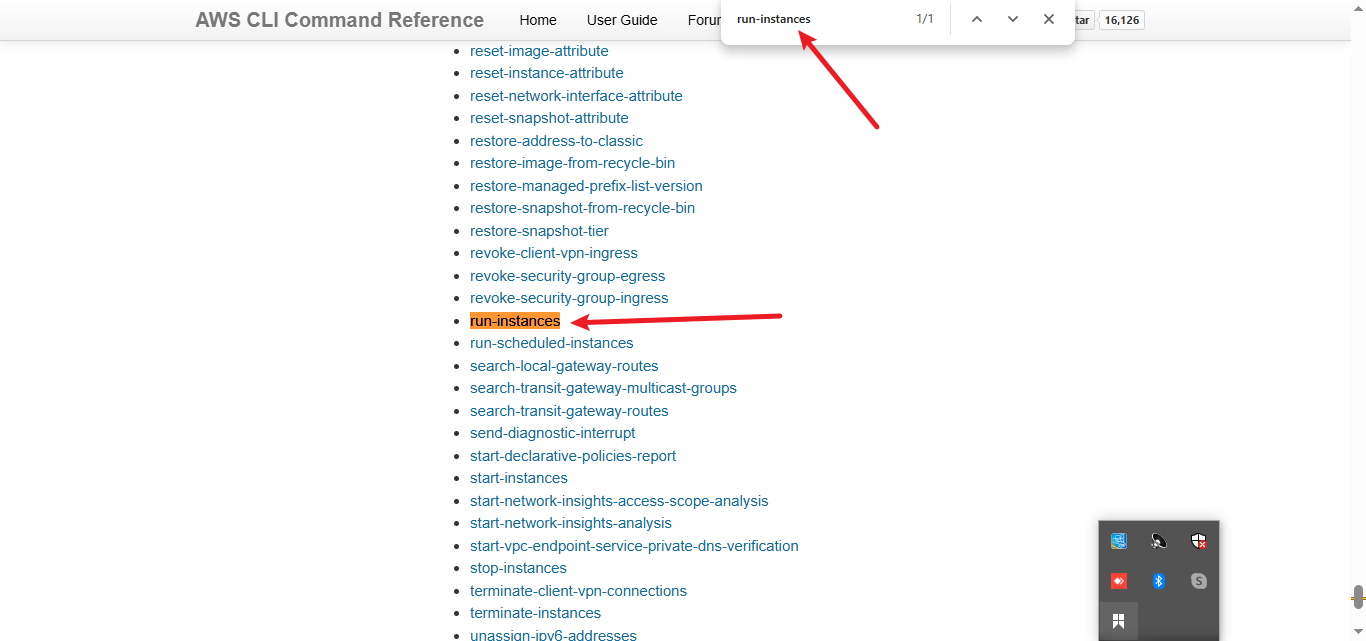 AWS CLI Command Reference Home User Guide Forur run-instances 1/1 tar 16,126
reset-image-attribute
reset-instance-attribute
reset-network-interface-attribute
reset-snapshot-attribute
restore-address-to-classic
restore-image-from-recycle-bin
restore-managed-prefix-list-version
restore-snapshot-from-recycle-bin
restore-snapshot-tier
revoke-client-vpn-ingress
revoke-security-group-egress
revoke-security-group-ingress
run-instances
run-scheduled-instances
search-local-gateway-routes
search-transit-gateway-multicast-groups
search-transit-gateway-routes
send-diagnostic-interrupt
start-declarative-policies-report
start-instances
start-network-insights-access-scope-analysis
start-network-insights-analysis
start-vpc-endpoint-service-private-dns-verification
stop-instances
terminate-client-vpn-connections
terminate-instances
unassign-ipv6-addresses
S